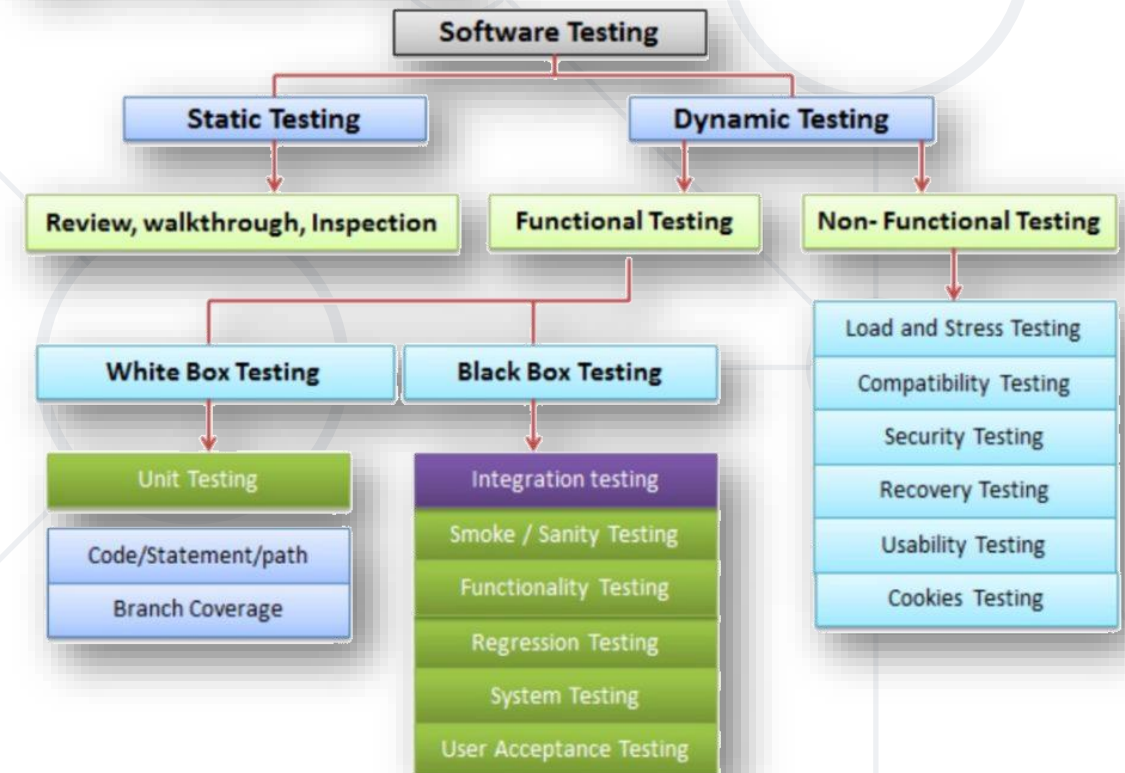 Software Testing
Static Testing
Dynamic Testing
Review, walkthrough, Inspection
Functional Testing
Non- Functional Testing
White Box Testing
Black Box Testing
Unit Testing
Code/Statement/path
Branch Coverage
Integration testing
Smoke / Sanity Testing
Functionality Testing
Regression Testing
System Testing
User Acceptance Testing
Load and Stress Testing
Compatibility Testing
Security Testing
Recovery Testing
Usability Testing
Cookies Testing